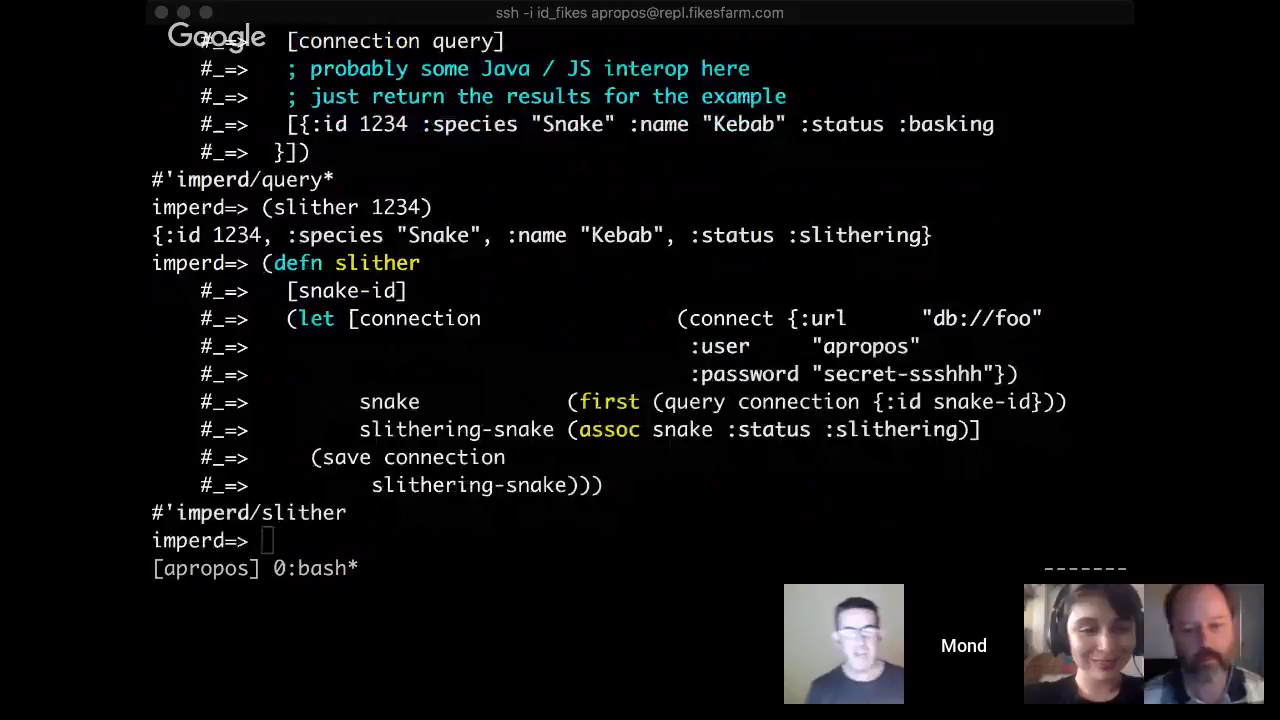 ssh -i id_fikes apropos@repl.fikesfarm.com
Google
#_=> [connection query]
#_=> ; probably some Java / JS interop here
#_=> ; just return the results for the example
#_=> [{:id 1234 :species "Snake" :name "Kebab" :status :basking
#_=> }])
#'imperd/query*
imperd=> (slither 1234)
{:id 1234, :species "Snake", :name "Kebab", :status :slithering}
imperd=> (defn slither
#_=> [snake-id]
#_=> (let [connection (connect {:url "db://foo"
#_=> :user "apropos"
#_=> :password "secret-ssshhh"})
#_=> snake (first (query connection {:id snake-id}))
#_=> slithering-snake (assoc snake :status :slithering)]
#_=> (save connection
#_=> slithering-snake)))
#'imperd/slither
imperd=>
[apropos] 0:bash*
-------
Mond